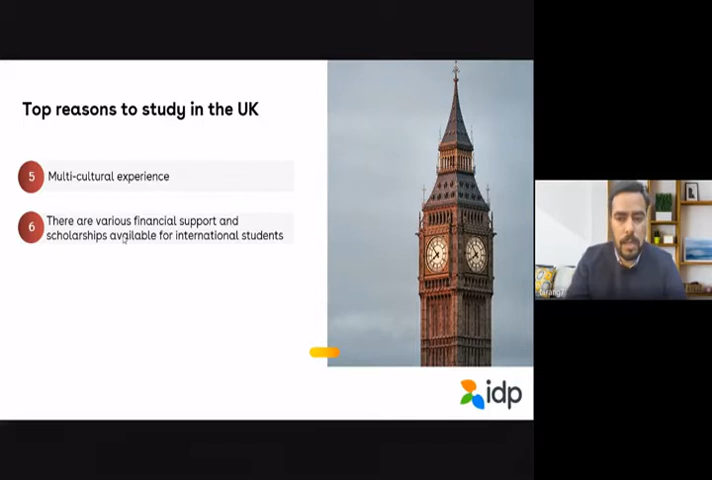 Top reasons to study in the UK
5 Multi-cultural experience
6 There are various financial support and
scholarships available for international students
idp